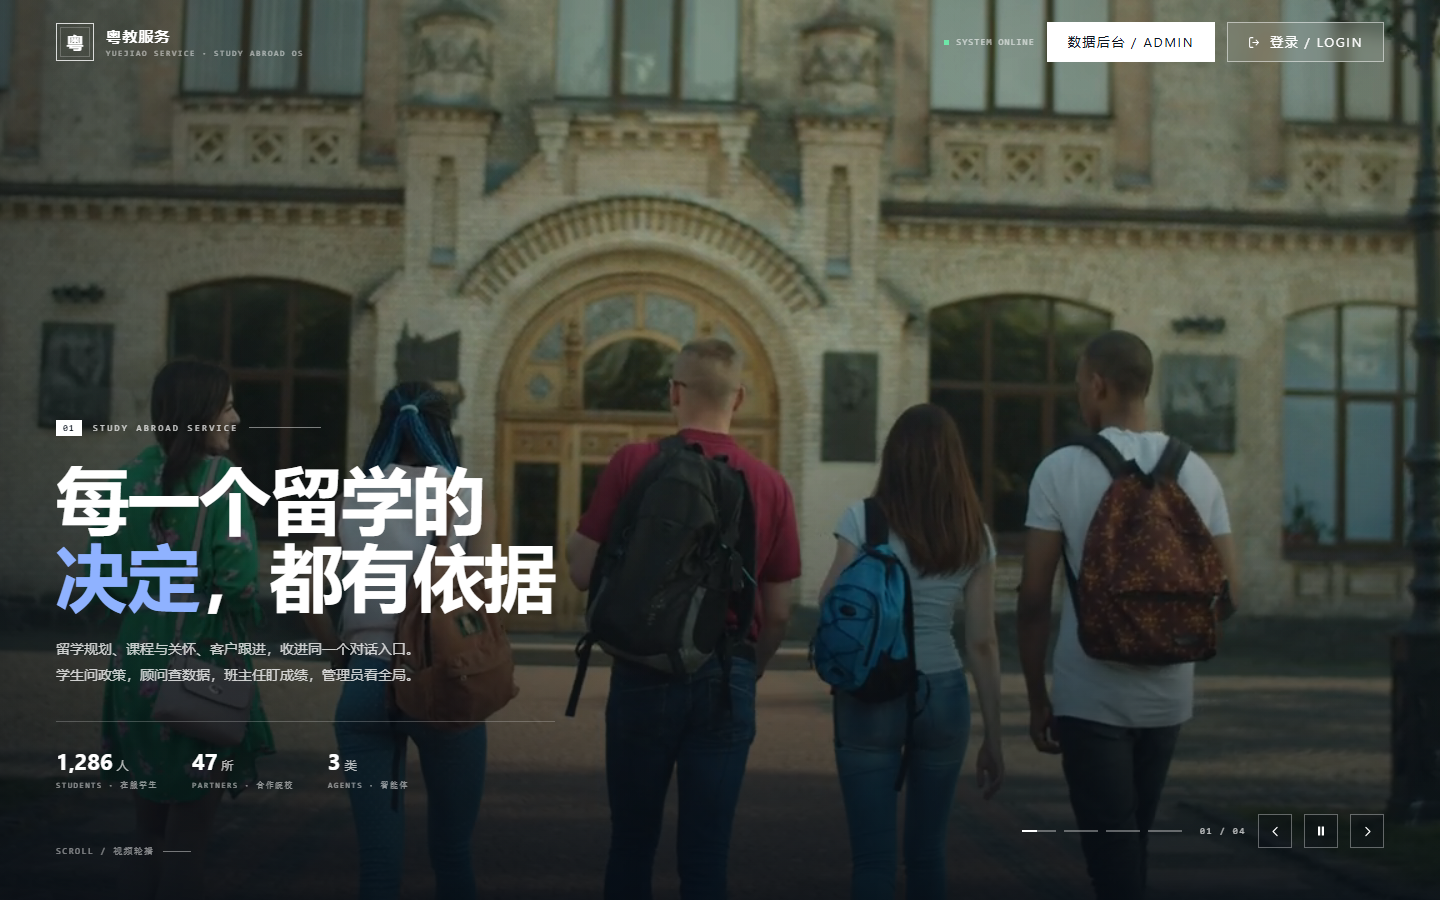 粤
粤教服务
YUEJIAO SERVICE · STUDY ABROAD OS
SYSTEM ONLINE
数据后台 / ADMIN
登录 / LOGIN
01 STUDY ABROAD SERVICE
每一个留学的
决定，都有依据
留学规划、课程与关怀、客户跟进，收进同一个对话入口。
学生问政策，顾问查数据，班主任盯成绩，管理员看全局。
1,286 人
STUDENTS · 在册学生
47 所
PARTNERS · 合作院校
3 类
AGENTS · 智能体
01 / 04
SCROLL / 视频轮播